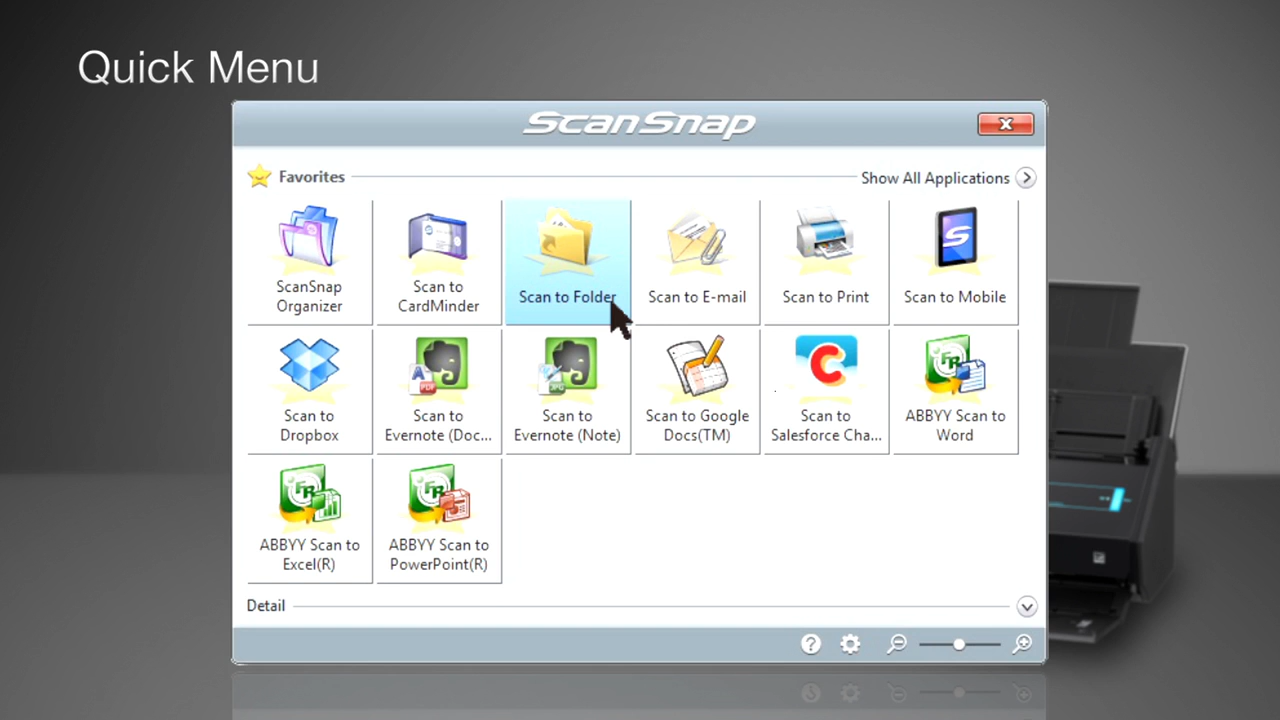 Quick Menu
ScanSnap
Favorites
Show All Applications
ScanSnap
Organizer
Scan to
CardMinder
Scan to Folder
Scan to E-mail
Scan to Print
Scan to Mobile
Scan to
Dropbox
Scan to
Evernote (Doc...
Scan to
Evernote (Note)
Scan to Google
Docs(TM)
Scan to
Salesforce Cha...
ABBYY Scan to
Word
ABBYY Scan to
Excel(R)
ABBYY Scan to
PowerPoint(R)
Detail